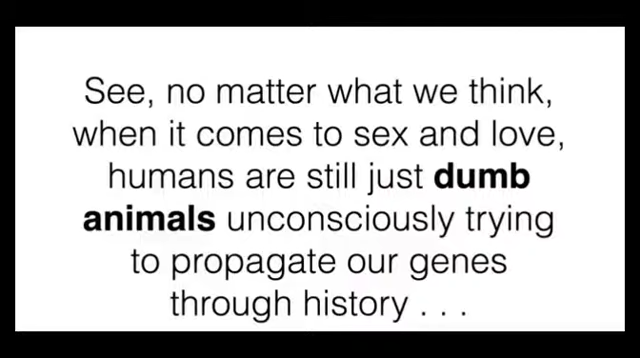 See, no matter what we think,
when it comes to sex and love,
humans are still just dumb
animals unconsciously trying
to propagate our genes
through history . . .